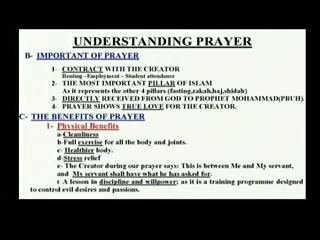 UNDERSTANDING PRAYER
B- IMPORTANT OF PRAYER
1- CONTRACT WITH THE CREATOR
Renting - Employment - Student attendance
2- THE MOST IMPORTANT PILLAR OF ISLAM
As it represents the other 4 pillars (fasting,zakah,haj,shidah)
3- DIRECTLY RECEIVED FROM GOD TO PROPHET MOHAMMAD(PBUH).
4- PRAYER SHOWS TRUE LOVE FOR THE CREATOR.
C- THE BENEFITS OF PRAYER
1- Physical Benefits
a-Cleanliness
b-Full exercise for all the body and joints.
c- Healthier body.
d-Stress relief
e- The Creator during our prayer says: This is between Me and My servant,
and My servant shall have what he has asked for.
t- A lesson in discipline and willpower; as it is a training programme designed
to control evil desires and passions.